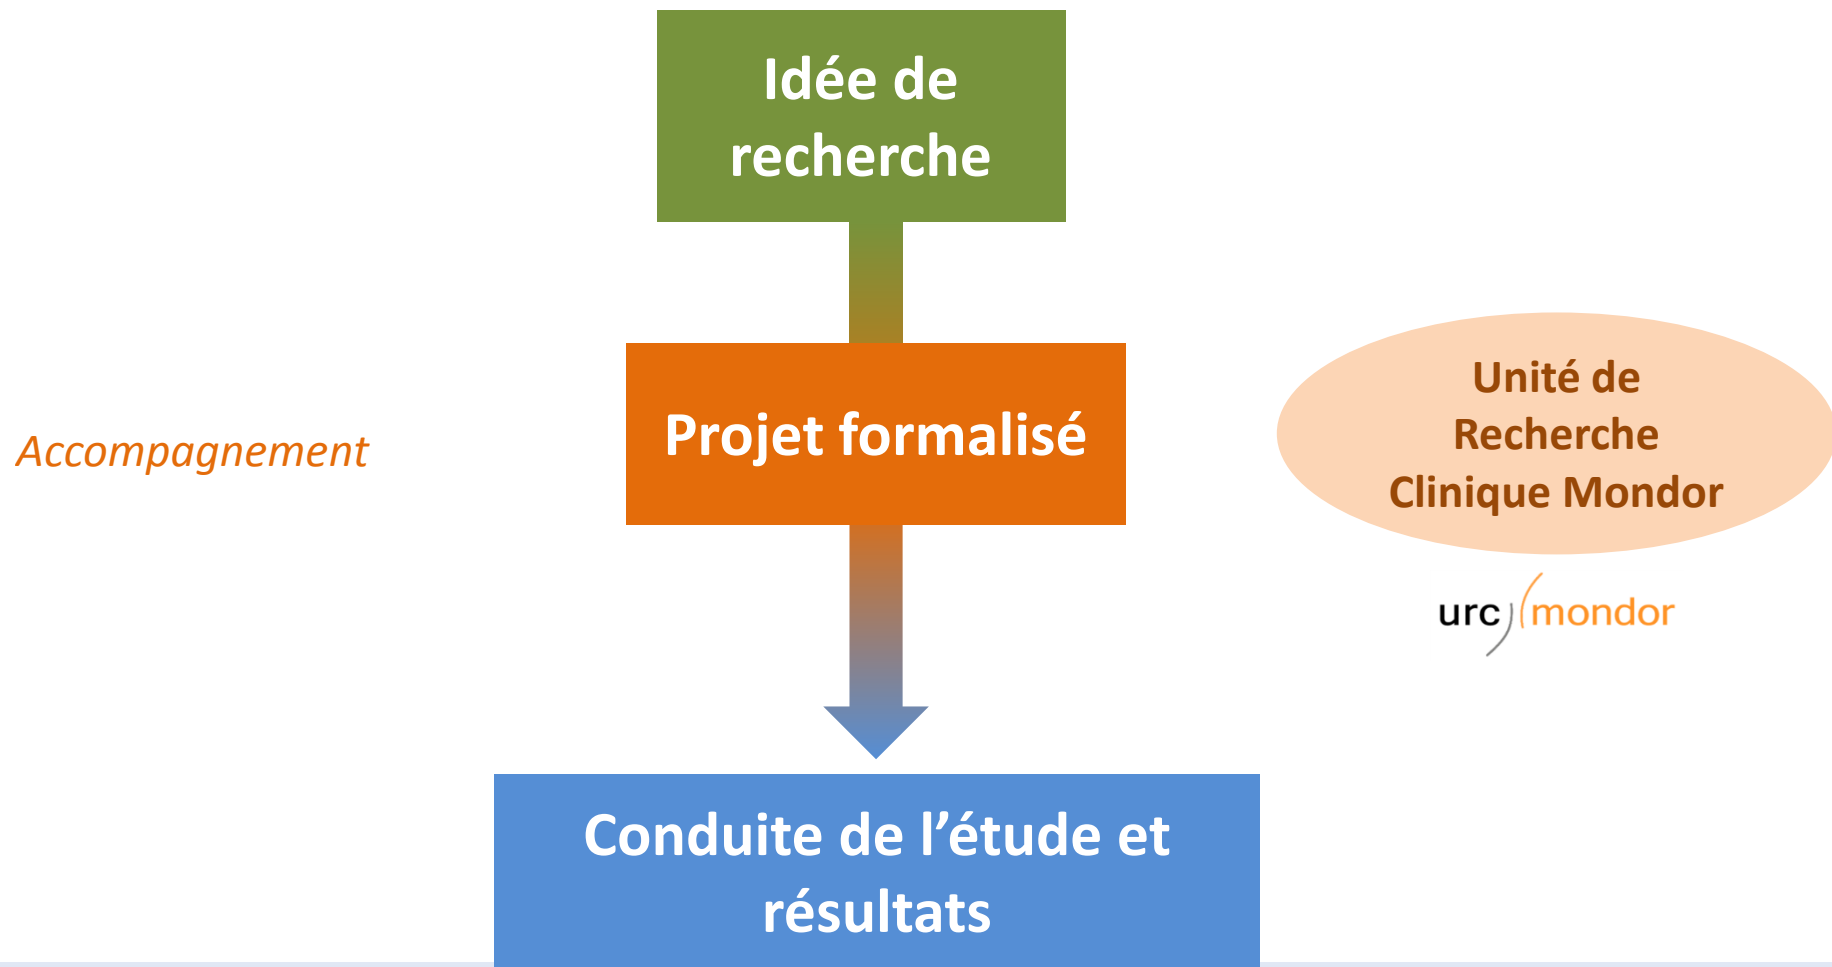 Idée de
recherche
Accompagnement
Projet formalisé
Unité de
Recherche
Clinique Mondor
urc mondor
Conduite de l’étude et
résultats